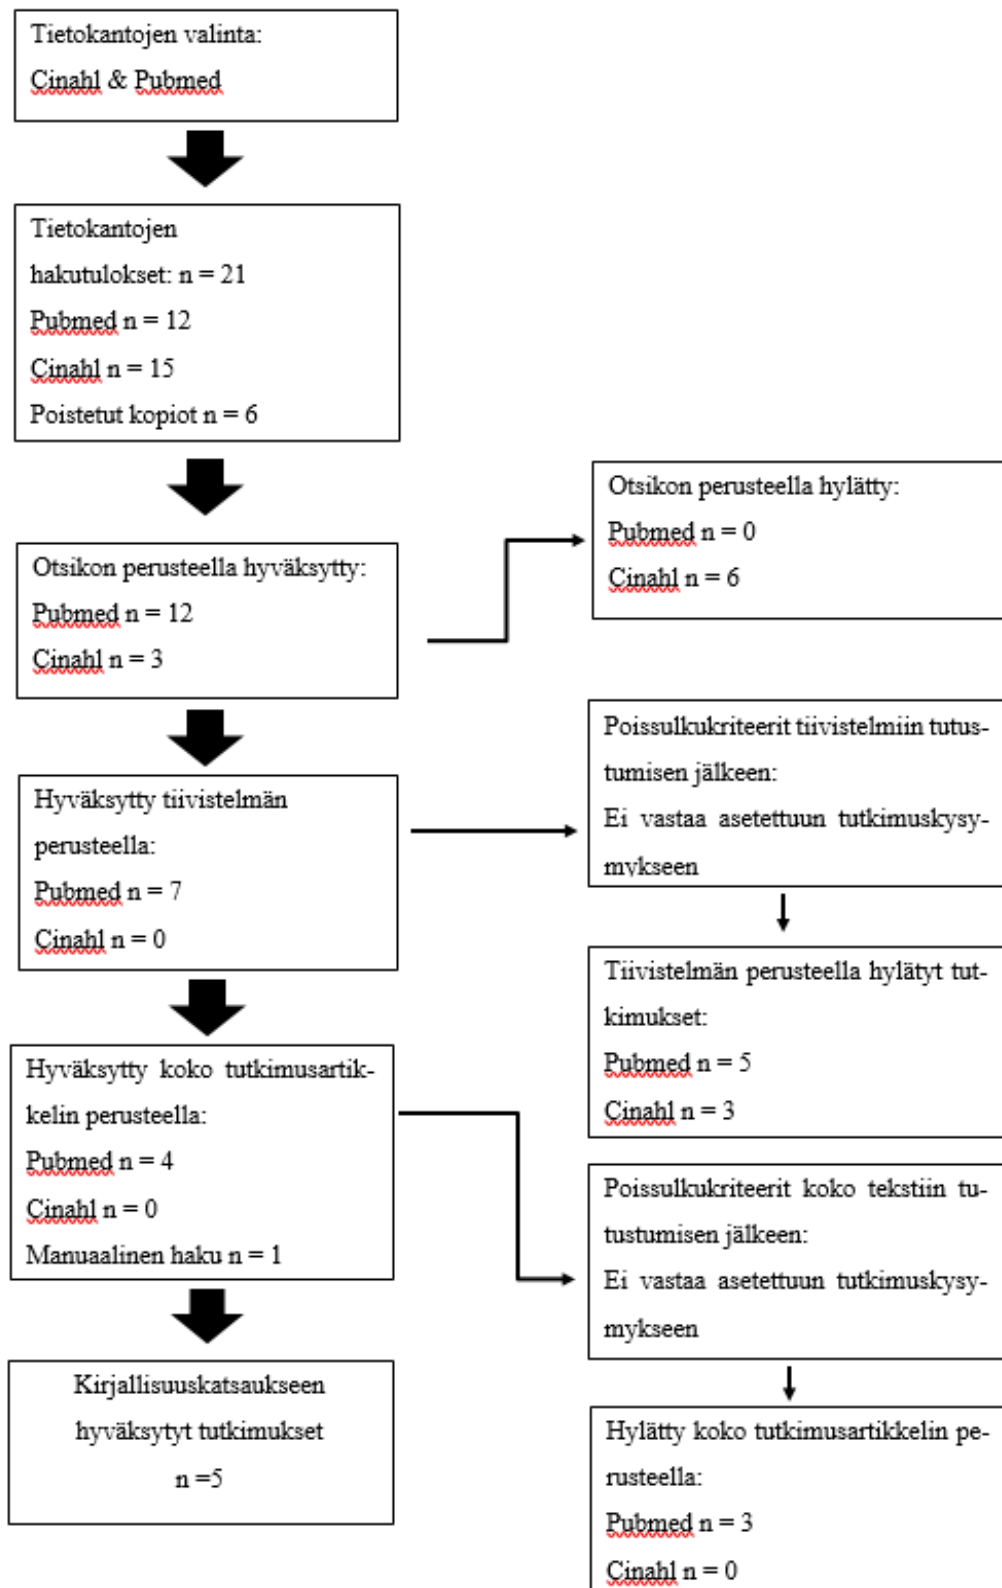 Tietokantojen valinta:
Cinahl & Pubmed
Tietokantojen
hakutulokset: n = 21
Pubmed n = 12
Cinahl n = 15
Poistetut kopiot n = 6
Otsikon perusteella hyväksytty:
Pubmed n = 12
Cinahl n = 3
Otsikon perusteella hylätty:
Pubmed n = 0
Cinahl n = 6
Hyväksytty tiivistelmän
perusteella:
Pubmed n = 7
Cinahl n = 0
Poissulkukriteerit tiivistelmiin tutus-
tumisen jälkeen:
Ei vastaa asetettuun tutkimuskysy-
mykseen
Tiivistelmän perusteella hylätyt tut-
kimukset:
Pubmed n = 5
Cinahl n = 3
Hyväksytty koko tutkimusartik-
kelin perusteella:
Pubmed n = 4
Cinahl n = 0
Manuaalinen haku n = 1
Poissulkukriteerit koko tekstiin tu-
tustumisen jälkeen:
Ei vastaa asetettuun tutkimuskysy-
mykseen
Hylätty koko tutkimusartikkelin pe-
rusteella:
Pubmed n = 3
Cinahl n = 0
Kirjallisuuskatsaukseen
hyväksytyt tutkimukset
n =5